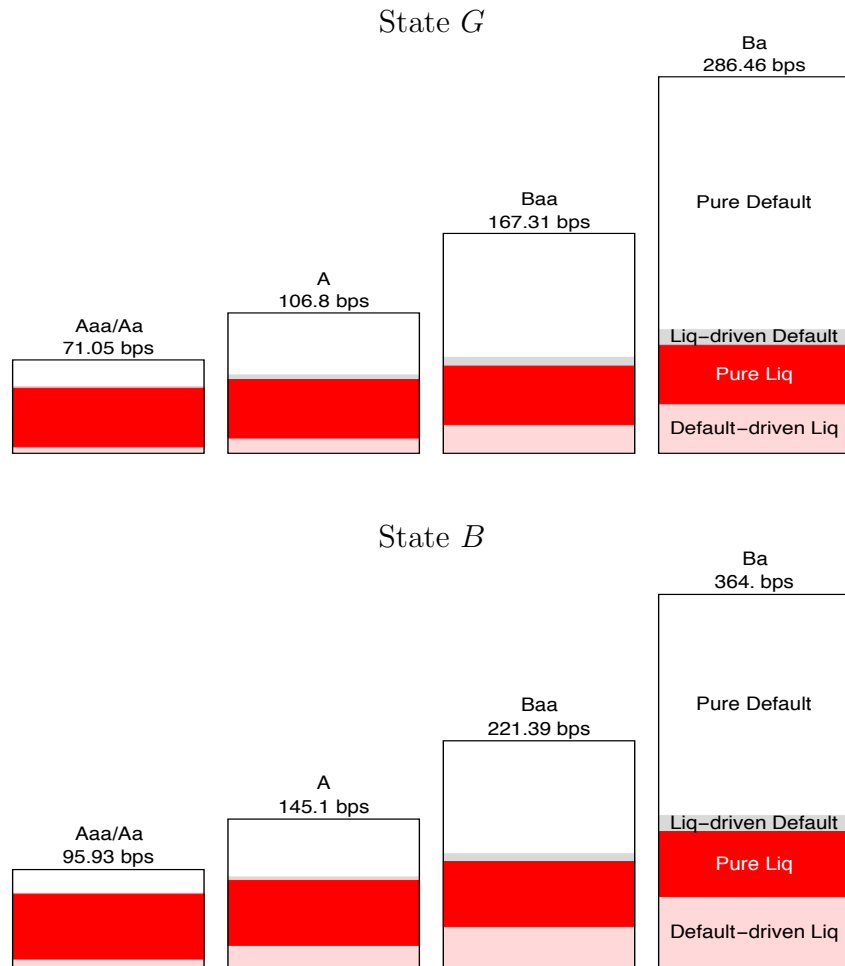 State G
Aaa/Aa
71.05 bps
A
106.8 bps
Baa
167.31 bps
Ba
286.46 bps
Pure Default
Liq-driven Default
Pure Liq
Default-driven Liq
State B
Aaa/Aa
95.93 bps
A
145.1 bps
Baa
221.39 bps
Ba
364. bps
Pure Default
Liq-driven Default
Pure Liq
Default-driven Liq